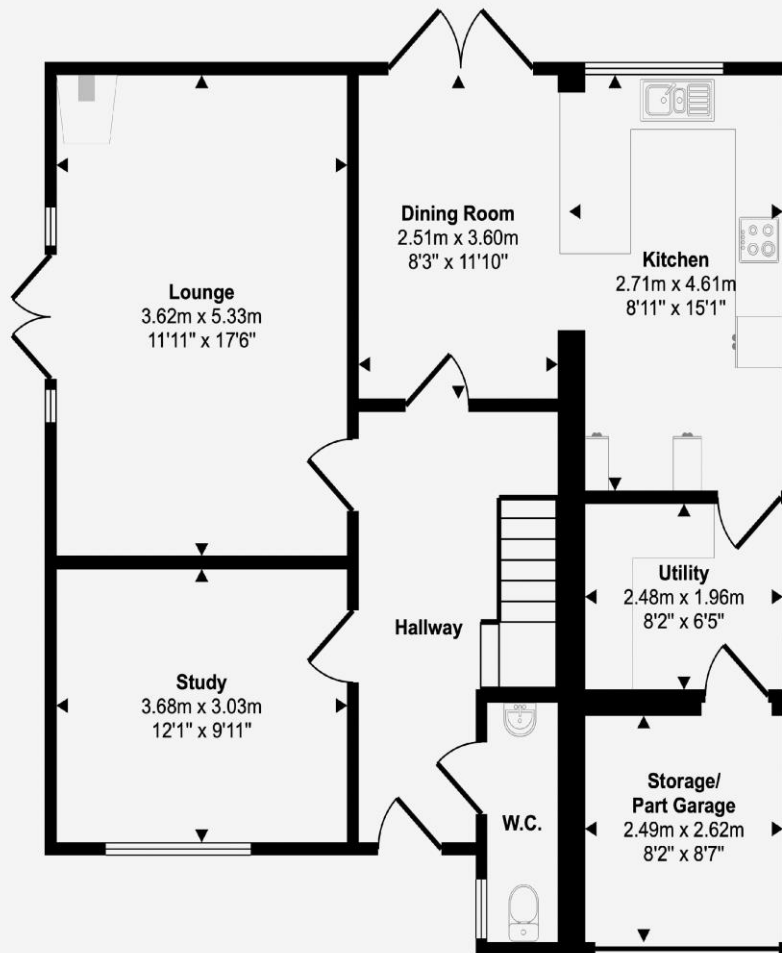 Dining Room
2.51m x 3.60m
8'3" x 11'10"
Kitchen
2.71m x 4.61m
8'11" x 15'1"
Lounge
3.62m x 5.33m
11'11" x 17'6"
Utility
2.48m x 1.96m
8'2" x 6'5"
Hallway
Study
3.68m x 3.03m
12'1" x 9'11"
Storage/
Part Garage
2.49m x 2.62m
8'2" x 8'7"
W.C.